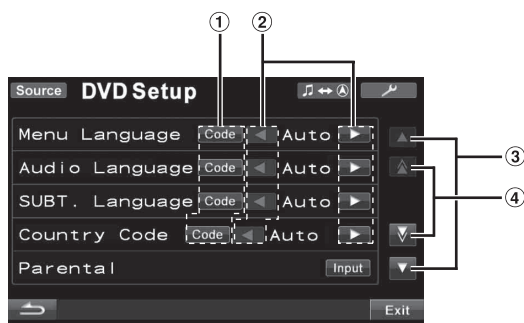 ① ②
Source DVD Setup
Menu Language Code Auto
Audio Language Code Auto
SUBT. Language Code Auto
Country Code Code Auto
Parental Input
Exit
③
④